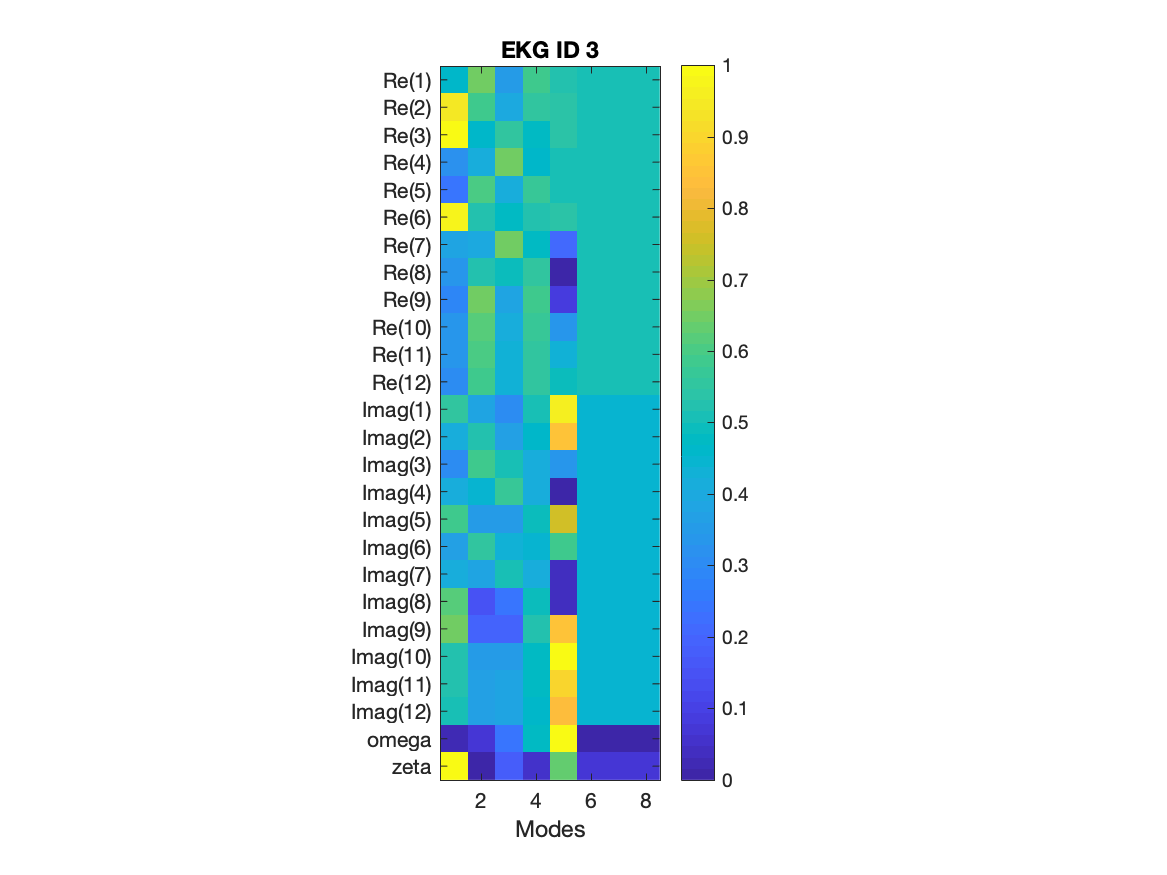 EKG ID 3
Re(1)
Re(2)
Re(3)
Re(4)
Re(5)
Re(6)
Re(7)
Re(8)
Re(9)
Re(10)
Re(11)
Re(12)
Imag(1)
Imag(2)
Imag(3)
Imag(4)
Imag(5)
Imag(6)
Imag(7)
Imag(8)
Imag(9)
Imag(10)
Imag(11)
Imag(12)
omega
zeta
2 4 6 8
Modes
1
0.9
0.8
0.7
0.6
0.5
0.4
0.3
0.2
0.1
0